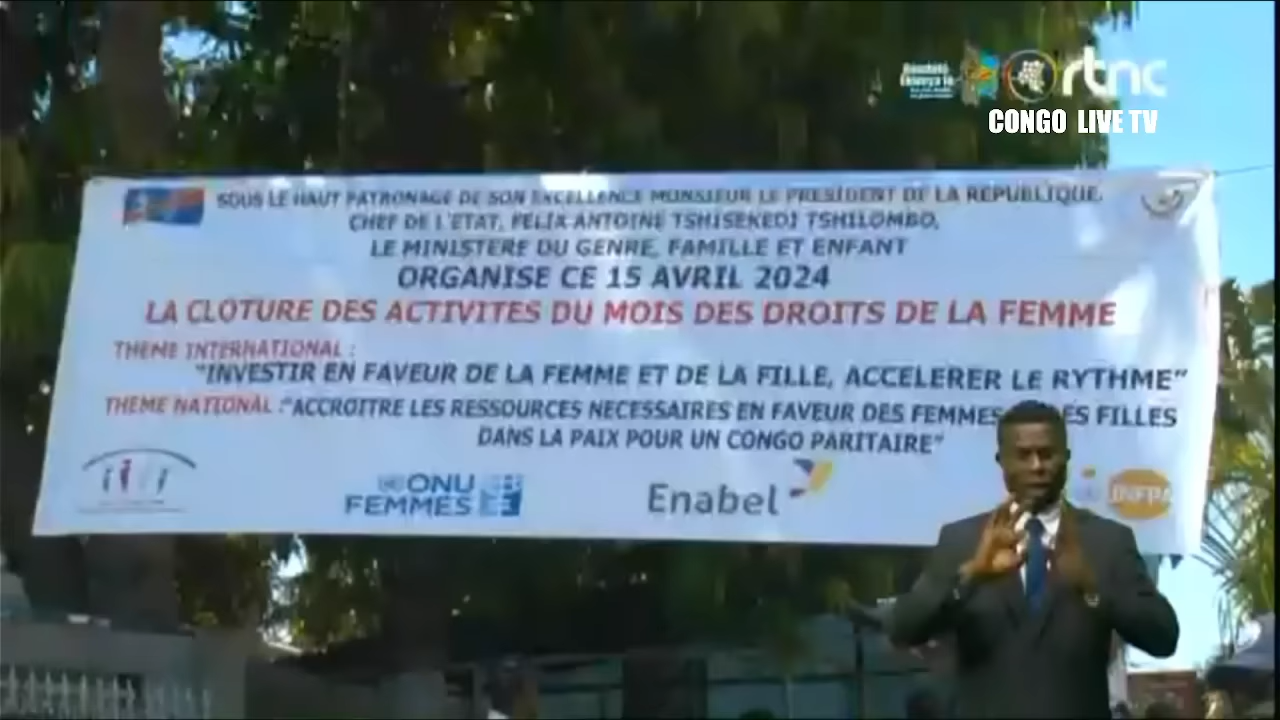 rtnc
CONGO LIVE TV
SOUS LE HAUT PATRONAGE DE SON EXCELLENCE MONSIEUR LE PRESIDENT DE LA REPUBLIQUE,
CHEF DE L'ETAT, FELIX ANTOINE TSHISEKEDI TSHILOMBO,
LE MINISTERE DU GENRE, FAMILLE ET ENFANT
ORGANISE CE 15 AVRIL 2024
LA CLOTURE DES ACTIVITES DU MOIS DES DROITS DE LA FEMME
THEME INTERNATIONAL :
"INVESTIR EN FAVEUR DE LA FEMME ET DE LA FILLE, ACCELERER LE RYTHME"
THEME NATIONAL :"ACCROITRE LES RESSOURCES NECESSAIRES EN FAVEUR DES FEMMES ES FILLES
DANS LA PAIX POUR UN CONGO PARITAIRE"
ONU
FEMMES
Enabel
UNFPA